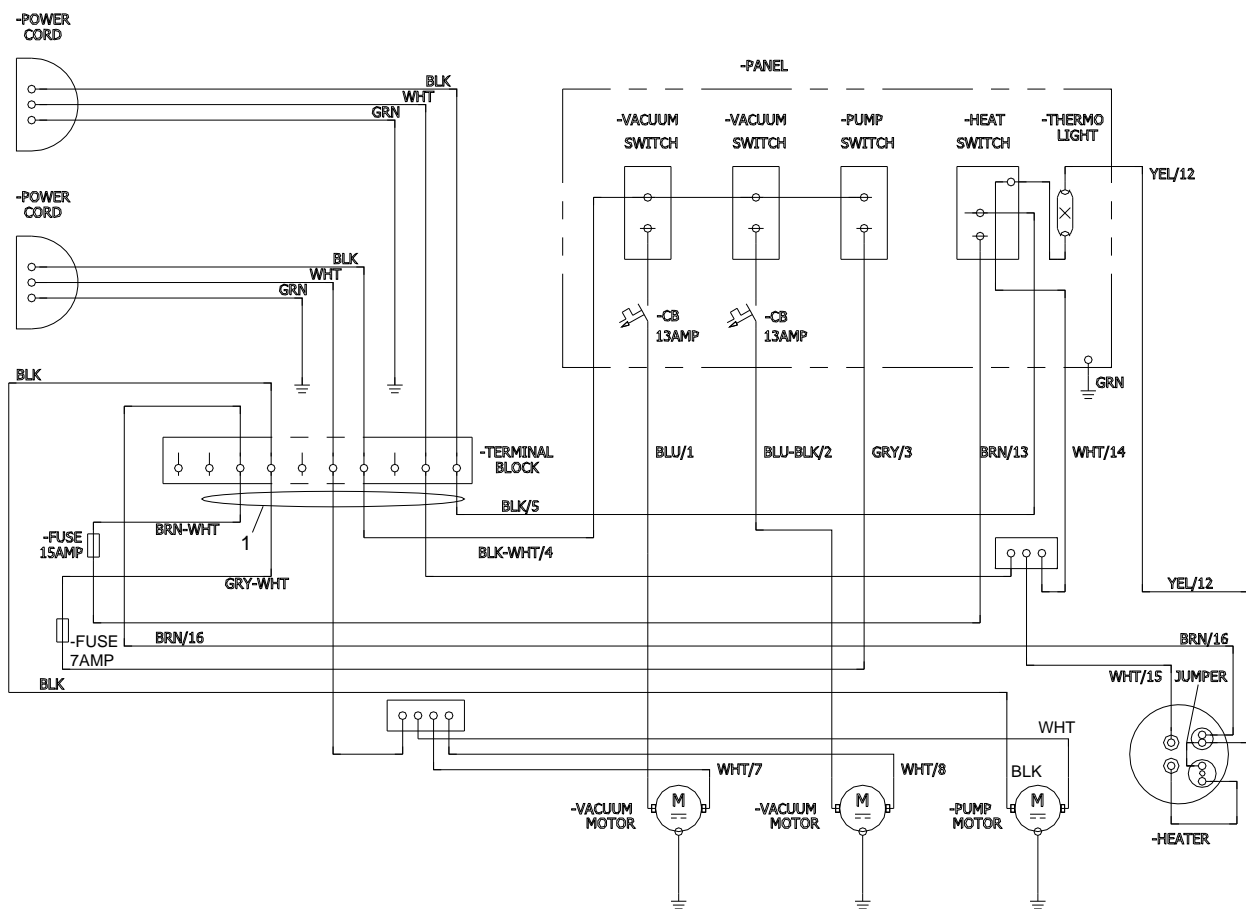 -POWER
CORD
BLK
WHT
GRN
-POWER
CORD
BLK
WHT
GRN
-PANEL
-VACUUM
SWITCH
-VACUUM
SWITCH
-PUMP
SWITCH
-HEAT
SWITCH
-THERMO
LIGHT
YEL/12
-CB
13AMP
-CB
13AMP
GRN
BLK
-TERMINAL
BLOCK
BLU/1
BLU-BLK/2
GRY/3
BRN/13
WHT/14
BLK/5
BRN-WHT
1
-FUSE
15AMP
BLK-WHT/4
GRY-WHT
YEL/12
-FUSE
7AMP
BRN/16
BRN/16
BLK
WHT/15
JUMPER
WHT
WHT/7
WHT/8
BLK
M
M
M
-VACUUM
MOTOR
-VACUUM
MOTOR
-PUMP
MOTOR
-HEATER